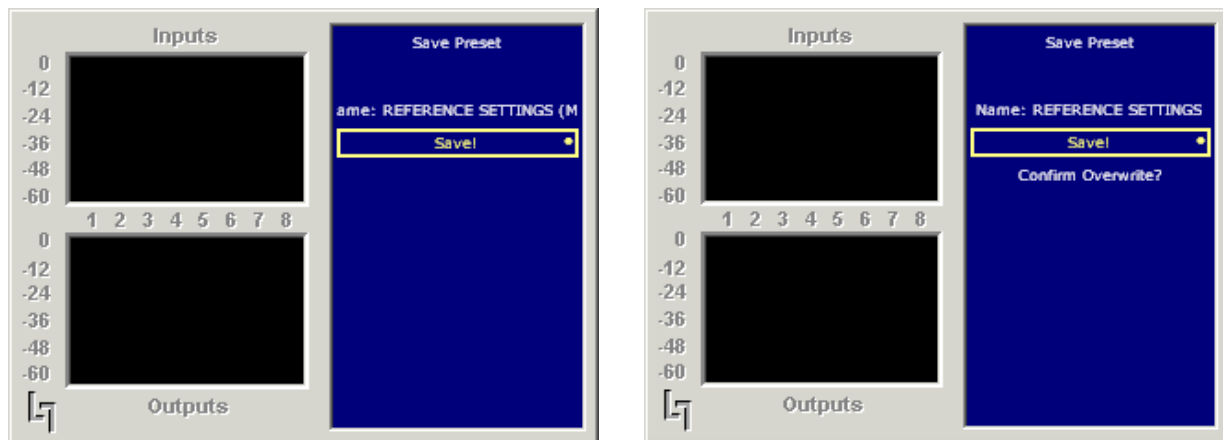 Inputs
0
-12
-24
-36
-48
-60
1 2 3 4 5 6 7 8
0
-12
-24
-36
-48
-60
Outputs
Save Preset
ame: REFERENCE SETTINGS (M
Save!
Inputs
0
-12
-24
-36
-48
-60
1 2 3 4 5 6 7 8
0
-12
-24
-36
-48
-60
Outputs
Save Preset
Name: REFERENCE SETTINGS
Save!
Confirm Overwrite?